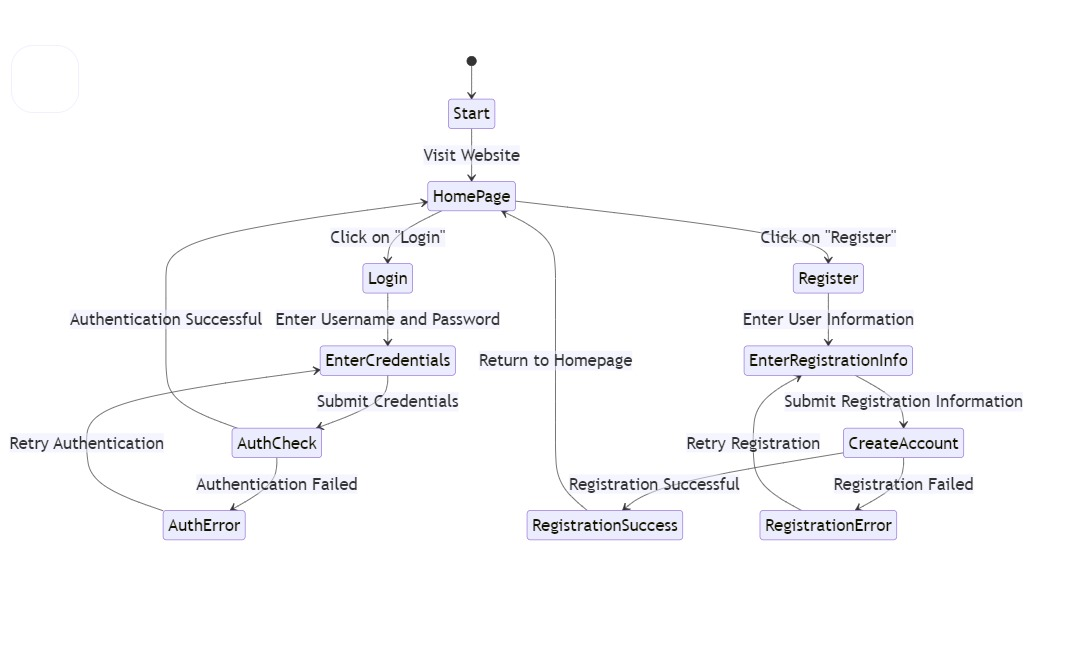 Start
Visit Website
HomePage
Click on "Login"
Click on "Register"
Login
Register
Authentication Successful
Enter Username and Password
Enter User Information
EnterCredentials
Return to Homepage
EnterRegistrationInfo
Submit Credentials
Submit Registration Information
Retry Authentication
AuthCheck
Retry Registration
CreateAccount
Authentication Failed
Registration Successful
Registration Failed
AuthError
RegistrationSuccess
RegistrationError